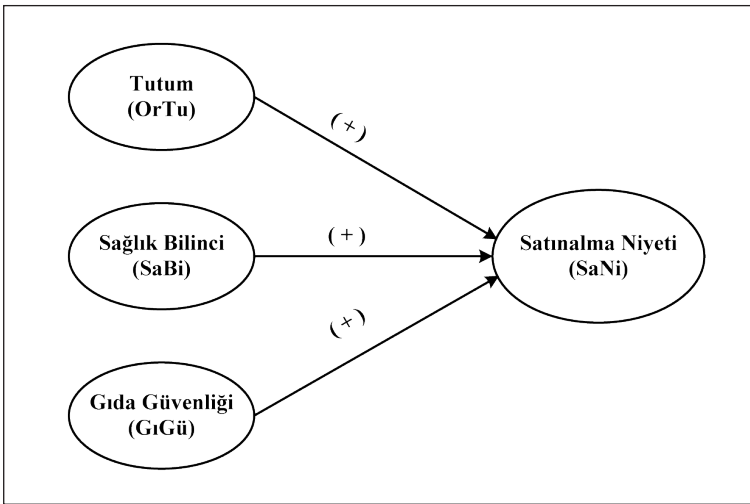 Tutum
(OrTu)
(+)
Sağlık Bilinci
(SaBi)
(+)
Satınalma Niyeti
(SaNi)
(+)
Gıda Güvenliği
(GıGü)